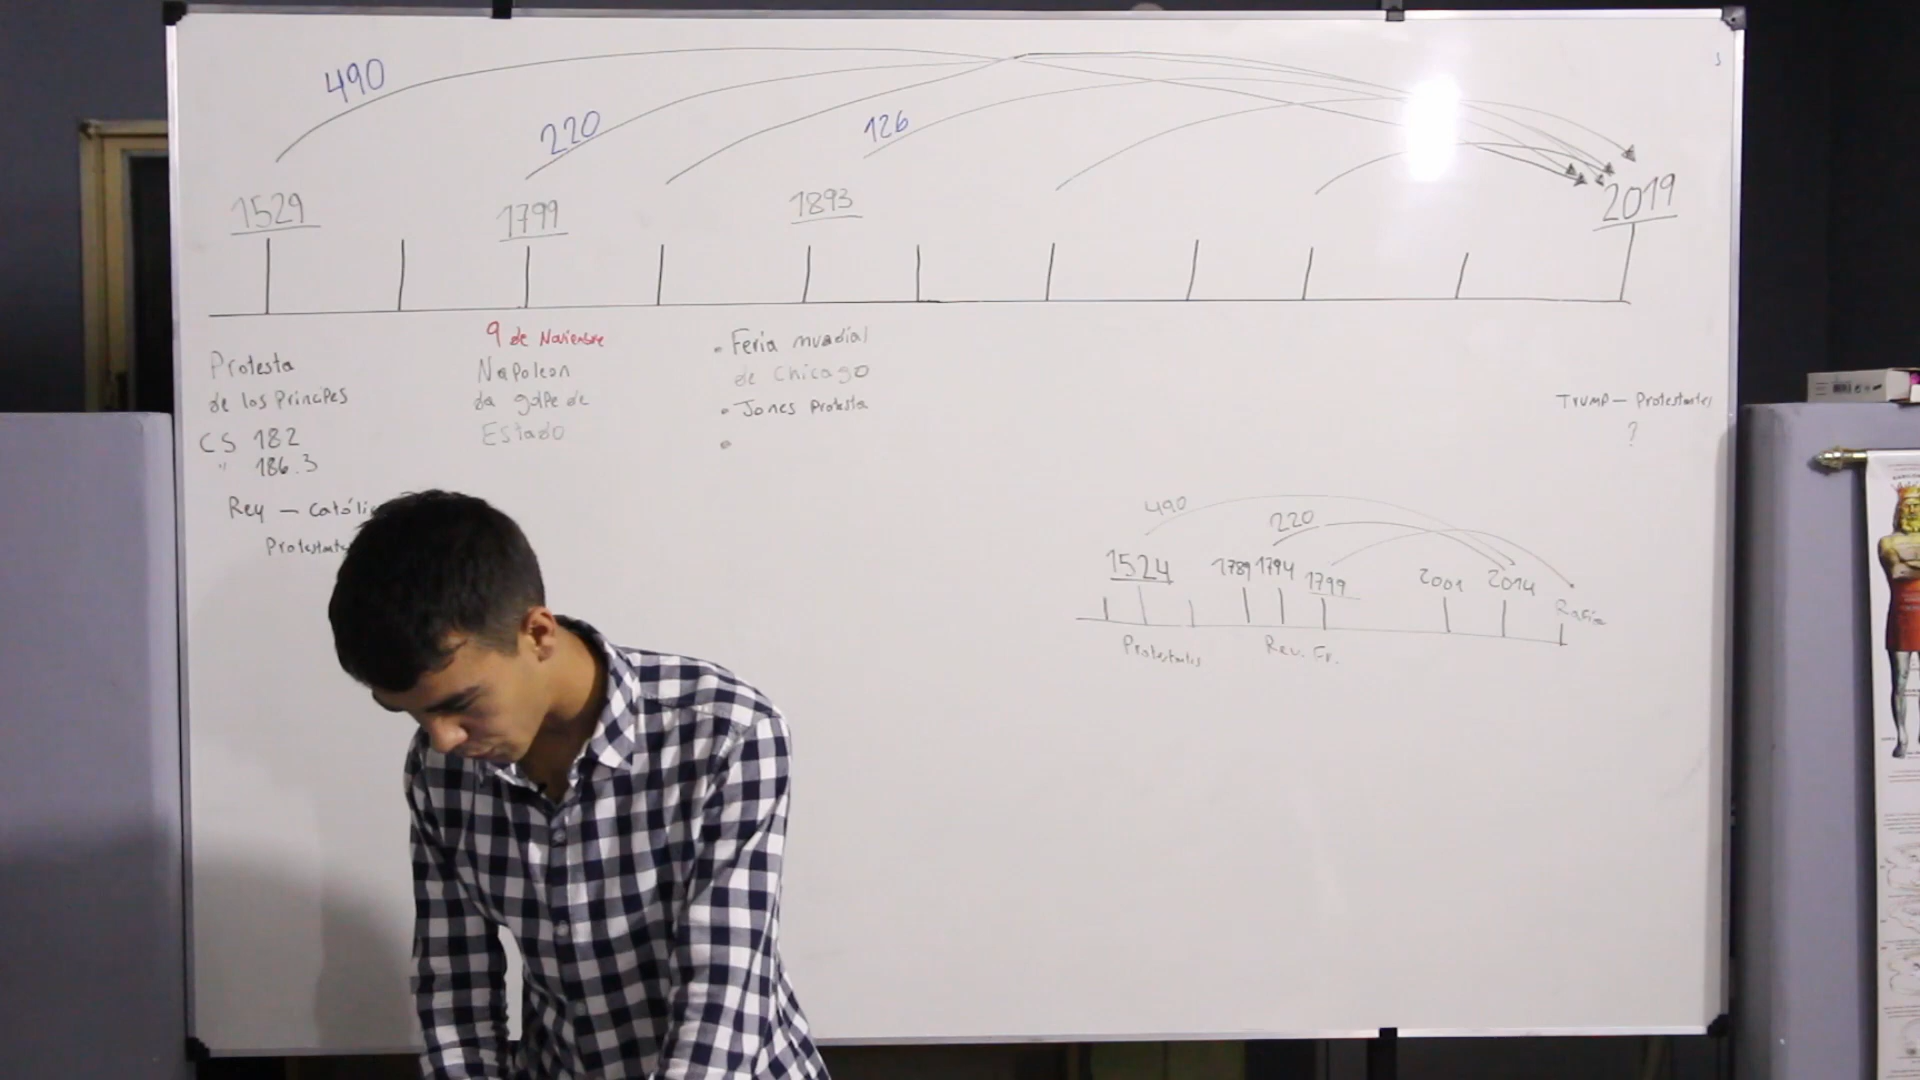 490
220
126
1529
1799
1893
2019
9 de Noviembre
Napoleon
da golpe de
Estado
Protesta
de los Principes
CS 182
" 186.3
Rey — católic
Protestante
• Feria mundial
de Chicago
• Jones Protesta
•
Trump — Protestantes
?
490
220
1524
1789 1794
1799
2001
2014
Rafia
Protestantes
Rev. Fr.